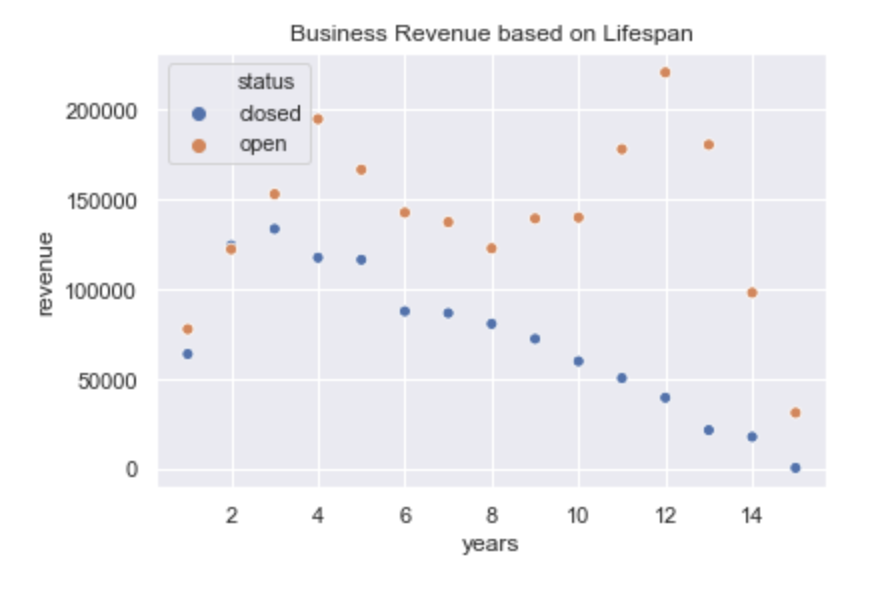 Business Revenue based on Lifespan
status
closed
open
200000
150000
100000
50000
0
revenue
2 4 6 8 10 12 14
years